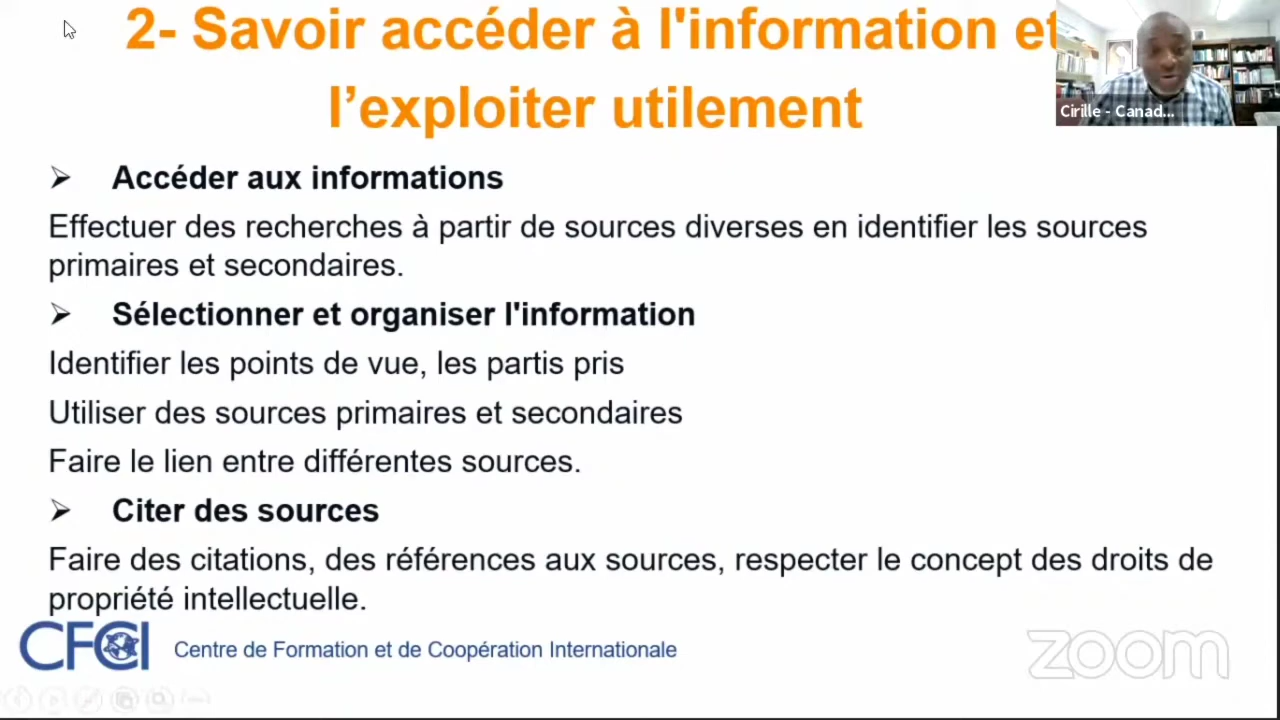 2- Savoir accéder à l'information et
l’exploiter utilement
Cirille - Canad...
Accéder aux informations
Effectuer des recherches à partir de sources diverses en identifier les sources
primaires et secondaires.
Sélectionner et organiser l'information
Identifier les points de vue, les partis pris
Utiliser des sources primaires et secondaires
Faire le lien entre différentes sources.
Citer des sources
Faire des citations, des références aux sources, respecter le concept des droits de
propriété intellectuelle.
CFCI
Centre de Formation et de Coopération Internationale
zoom